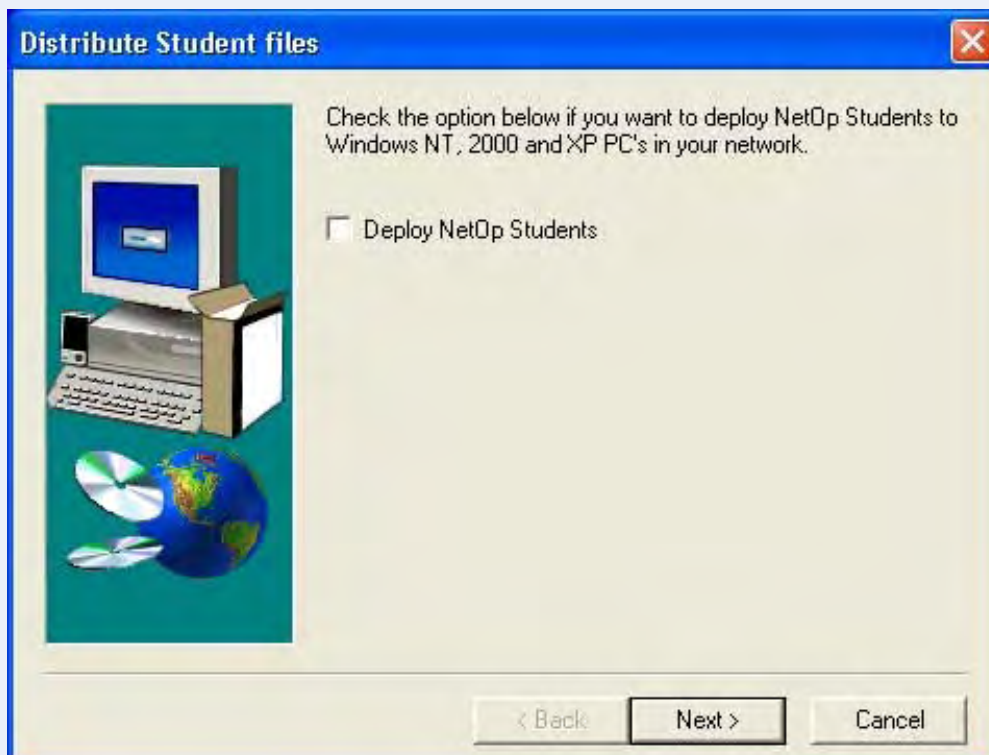 Distribute Student files
Check the option below if you want to deploy NetOp Students to
Windows NT, 2000 and XP PC's in your network.
Deploy NetOp Students
< Back
Next >
Cancel